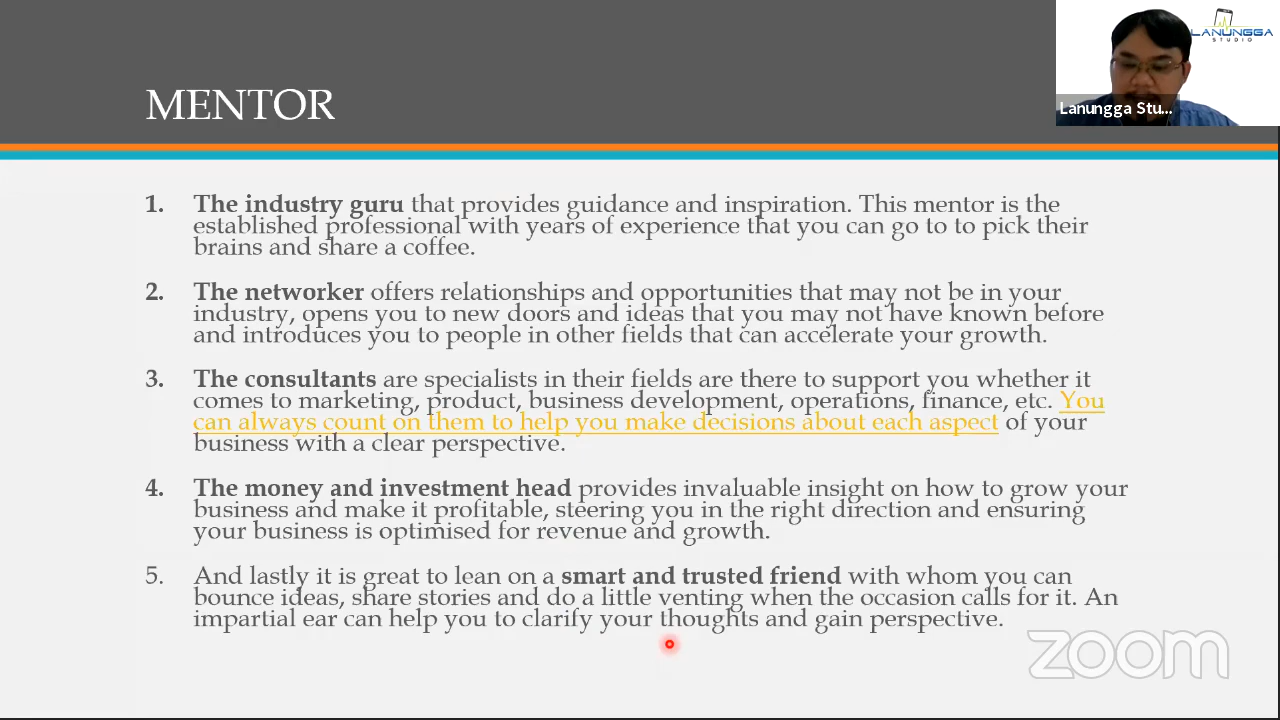 LANUNGGA
STUDIO
Lanungga Stu...
MENTOR
1. The industry guru that provides guidance and inspiration. This mentor is the
established professional with years of experience that you can go to to pick their
brains and share a coffee.
2. The networker offers relationships and opportunities that may not be in your
industry, opens you to new doors and ideas that you may not have known before
and introduces you to people in other fields that can accelerate your growth.
3. The consultants are specialists in their fields are there to support you whether it
comes to marketing, product, business development, operations, finance, etc. You
can always count on them to help you make decisions about each aspect of your
business with a clear perspective.
4. The money and investment head provides invaluable insight on how to grow your
business and make it profitable, steering you in the right direction and ensuring
your business is optimised for revenue and growth.
5. And lastly it is great to lean on a smart and trusted friend with whom you can
bounce ideas, share stories and do a little venting when the occasion calls for it. An
impartial ear can help you to clarify your thoughts and gain perspective.
zoom